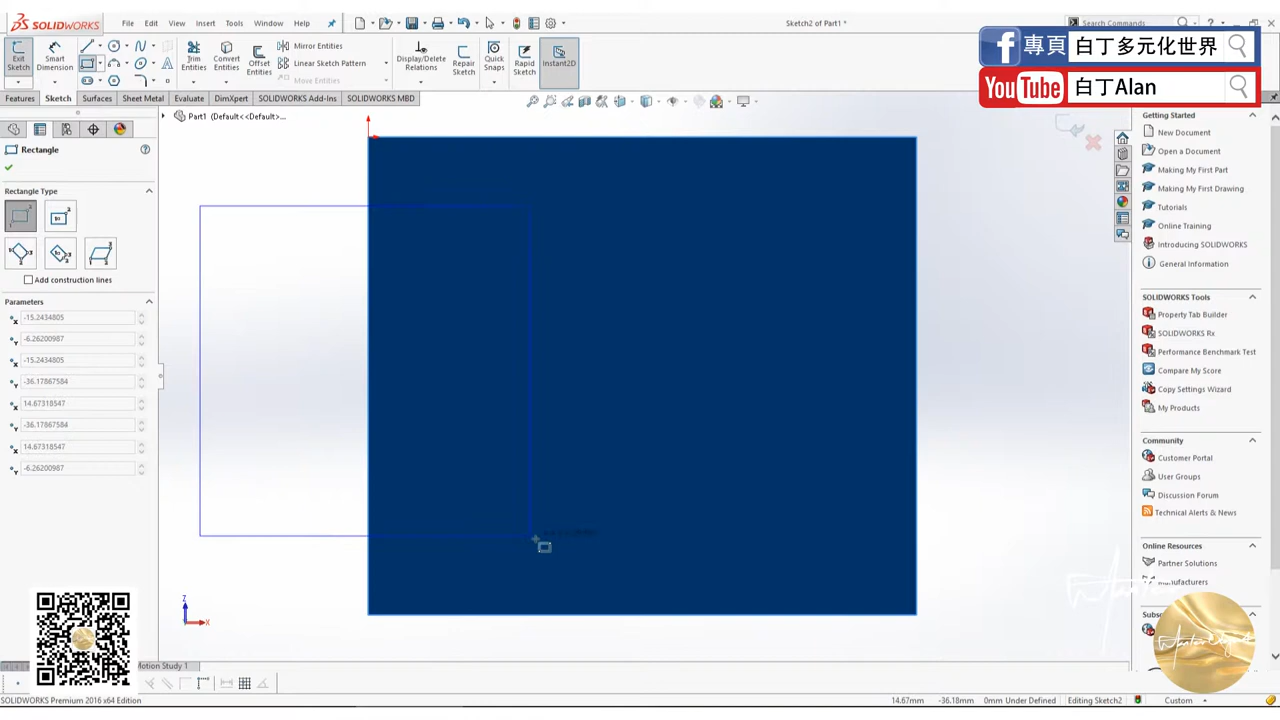 SOLIDWORKS
File Edit View Insert Tools Window Help
Sketch2 of Part1 *
Search Commands
Exit Sketch
Smart Dimension
Trim Entities
Convert Entities
Offset Entities
Mirror Entities
Linear Sketch Pattern
Move Entities
Display/Delete Relations
Repair Sketch
Quick Snaps
Rapid Sketch
Instant2D
專頁 白丁多元化世界
YouTube 白丁Alan
Features Sketch Surfaces Sheet Metal Evaluate DimXpert SOLIDWORKS Add-Ins SOLIDWORKS MBD
Part1 (Default<<Default>...
Rectangle
Rectangle Type
Add construction lines
Parameters
-15.2434805
-6.26200987
-15.2434805
-36.17867584
14.67318547
-36.17867584
14.67318547
-6.26200987
Getting Started
New Document
Open a Document
Making My First Part
Making My First Drawing
Tutorials
Online Training
Introducing SOLIDWORKS
General Information
SOLIDWORKS Tools
Property Tab Builder
SOLIDWORKS Rx
Performance Benchmark Test
Compare My Score
Copy Settings Wizard
My Products
Community
Customer Portal
User Groups
Discussion Forum
Technical Alerts & News
Online Resources
Partner Solutions
Manufacturers
Z
X
Motion Study 1
SOLIDWORKS Premium 2016 x64 Edition
14.67mm -36.18mm 0mm Under Defined Editing Sketch2 Custom